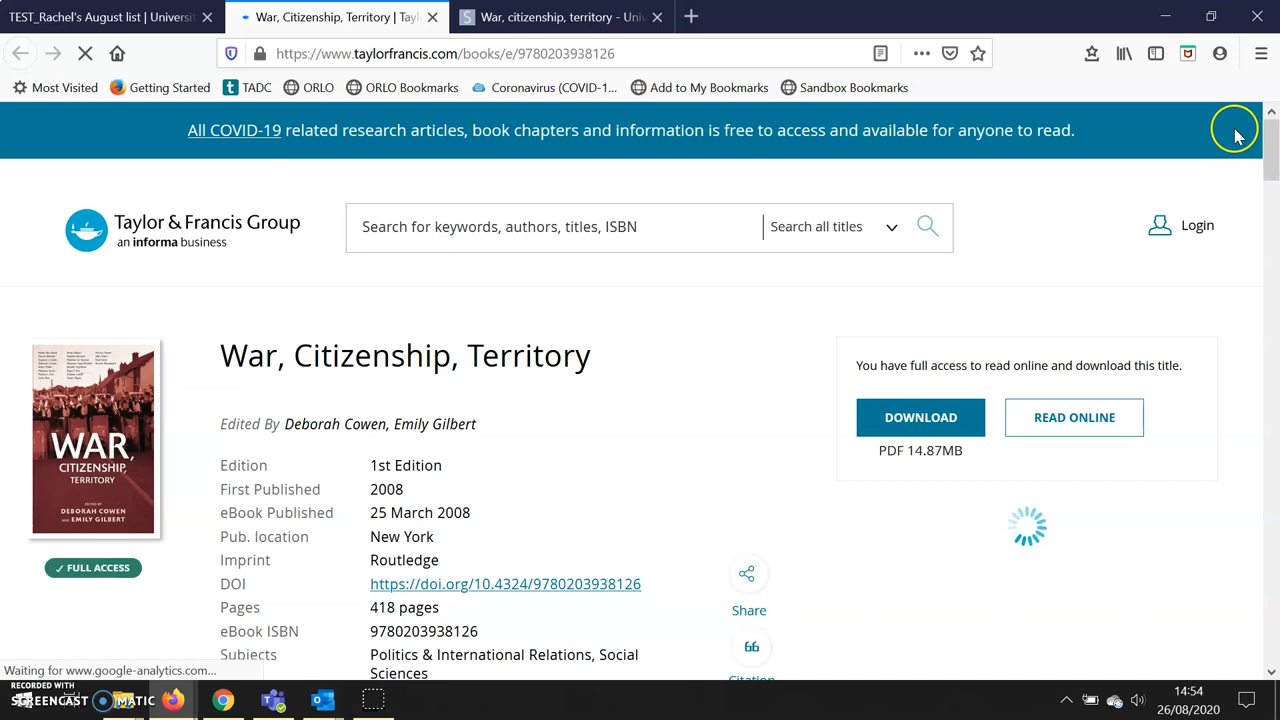 TEST_Rachel's August list | Universi
War, Citizenship, Territory | Tayl
War, citizenship, territory - Univ
https://www.taylorfrancis.com/books/e/9780203938126
Most Visited
Getting Started
TADC
ORLO
ORLO Bookmarks
Coronavirus (COVID-1...
Add to My Bookmarks
Sandbox Bookmarks
All COVID-19 related research articles, book chapters and information is free to access and available for anyone to read.
Taylor & Francis Group
an informa business
Search for keywords, authors, titles, ISBN
Search all titles
Login
WAR,
CITIZENSHIP,
TERRITORY
EDITED BY
DEBORAH COWEN
AND EMILY GILBERT
✓ FULL ACCESS
War, Citizenship, Territory
Edited By Deborah Cowen, Emily Gilbert
Edition 1st Edition
First Published 2008
eBook Published 25 March 2008
Pub. location New York
Imprint Routledge
DOI https://doi.org/10.4324/9780203938126
Pages 418 pages
eBook ISBN 9780203938126
Subjects Politics & International Relations, Social
Sciences
Share
Citation
You have full access to read online and download this title.
DOWNLOAD
READ ONLINE
PDF 14.87MB
Waiting for www.google-analytics.com...
RECORDED WITH
SCREENCAST MATIC
14:54
26/08/2020